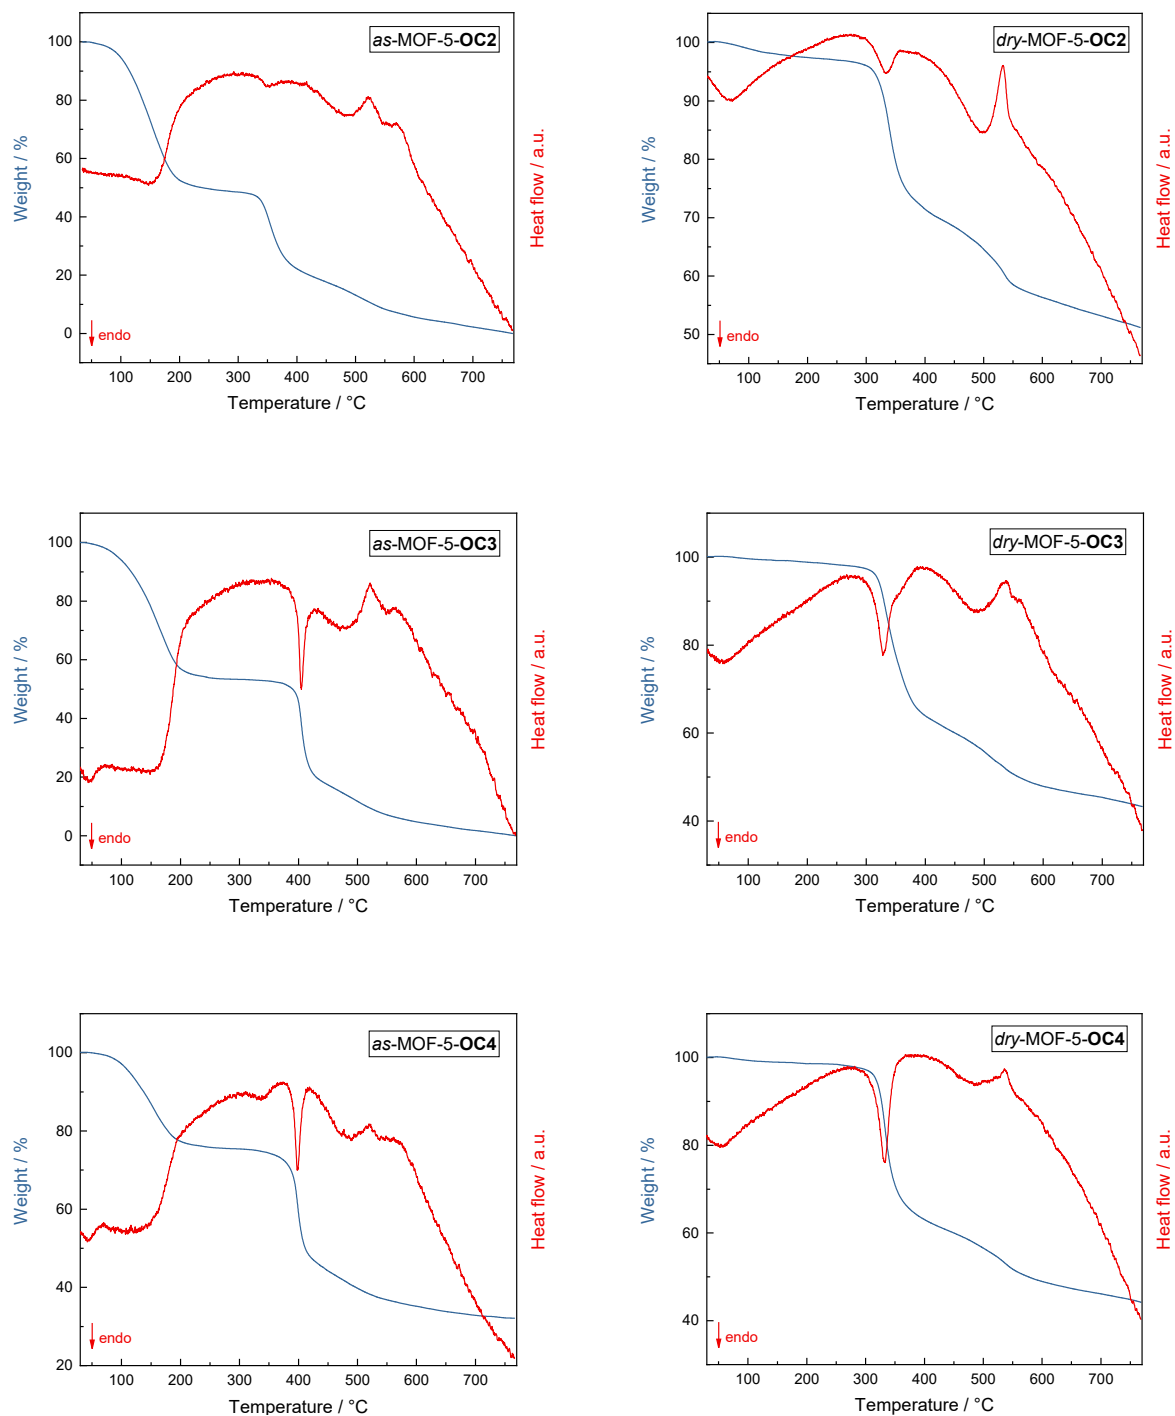 as-MOF-5-OC2
100
80
60
40
20
0
Weight / %
Heat flow / a.u.
endo
100 200 300 400 500 600 700
Temperature / °C
dry-MOF-5-OC2
100
90
80
70
60
50
Weight / %
Heat flow / a.u.
endo
100 200 300 400 500 600 700
Temperature / °C
as-MOF-5-OC3
100
80
60
40
20
0
Weight / %
Heat flow / a.u.
endo
100 200 300 400 500 600 700
Temperature / °C
dry-MOF-5-OC3
100
80
60
40
Weight / %
Heat flow / a.u.
endo
100 200 300 400 500 600 700
Temperature / °C
as-MOF-5-OC4
100
80
60
40
20
Weight / %
Heat flow / a.u.
endo
100 200 300 400 500 600 700
Temperature / °C
dry-MOF-5-OC4
100
80
60
40
Weight / %
Heat flow / a.u.
endo
100 200 300 400 500 600 700
Temperature / °C